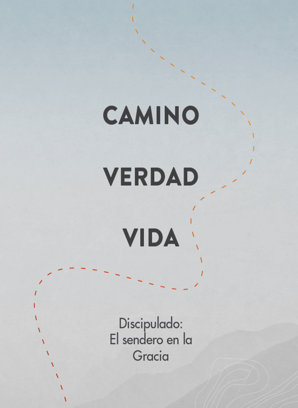 CAMINO
VERDAD
VIDA
Discipulado:
El sendero en la
Gracia